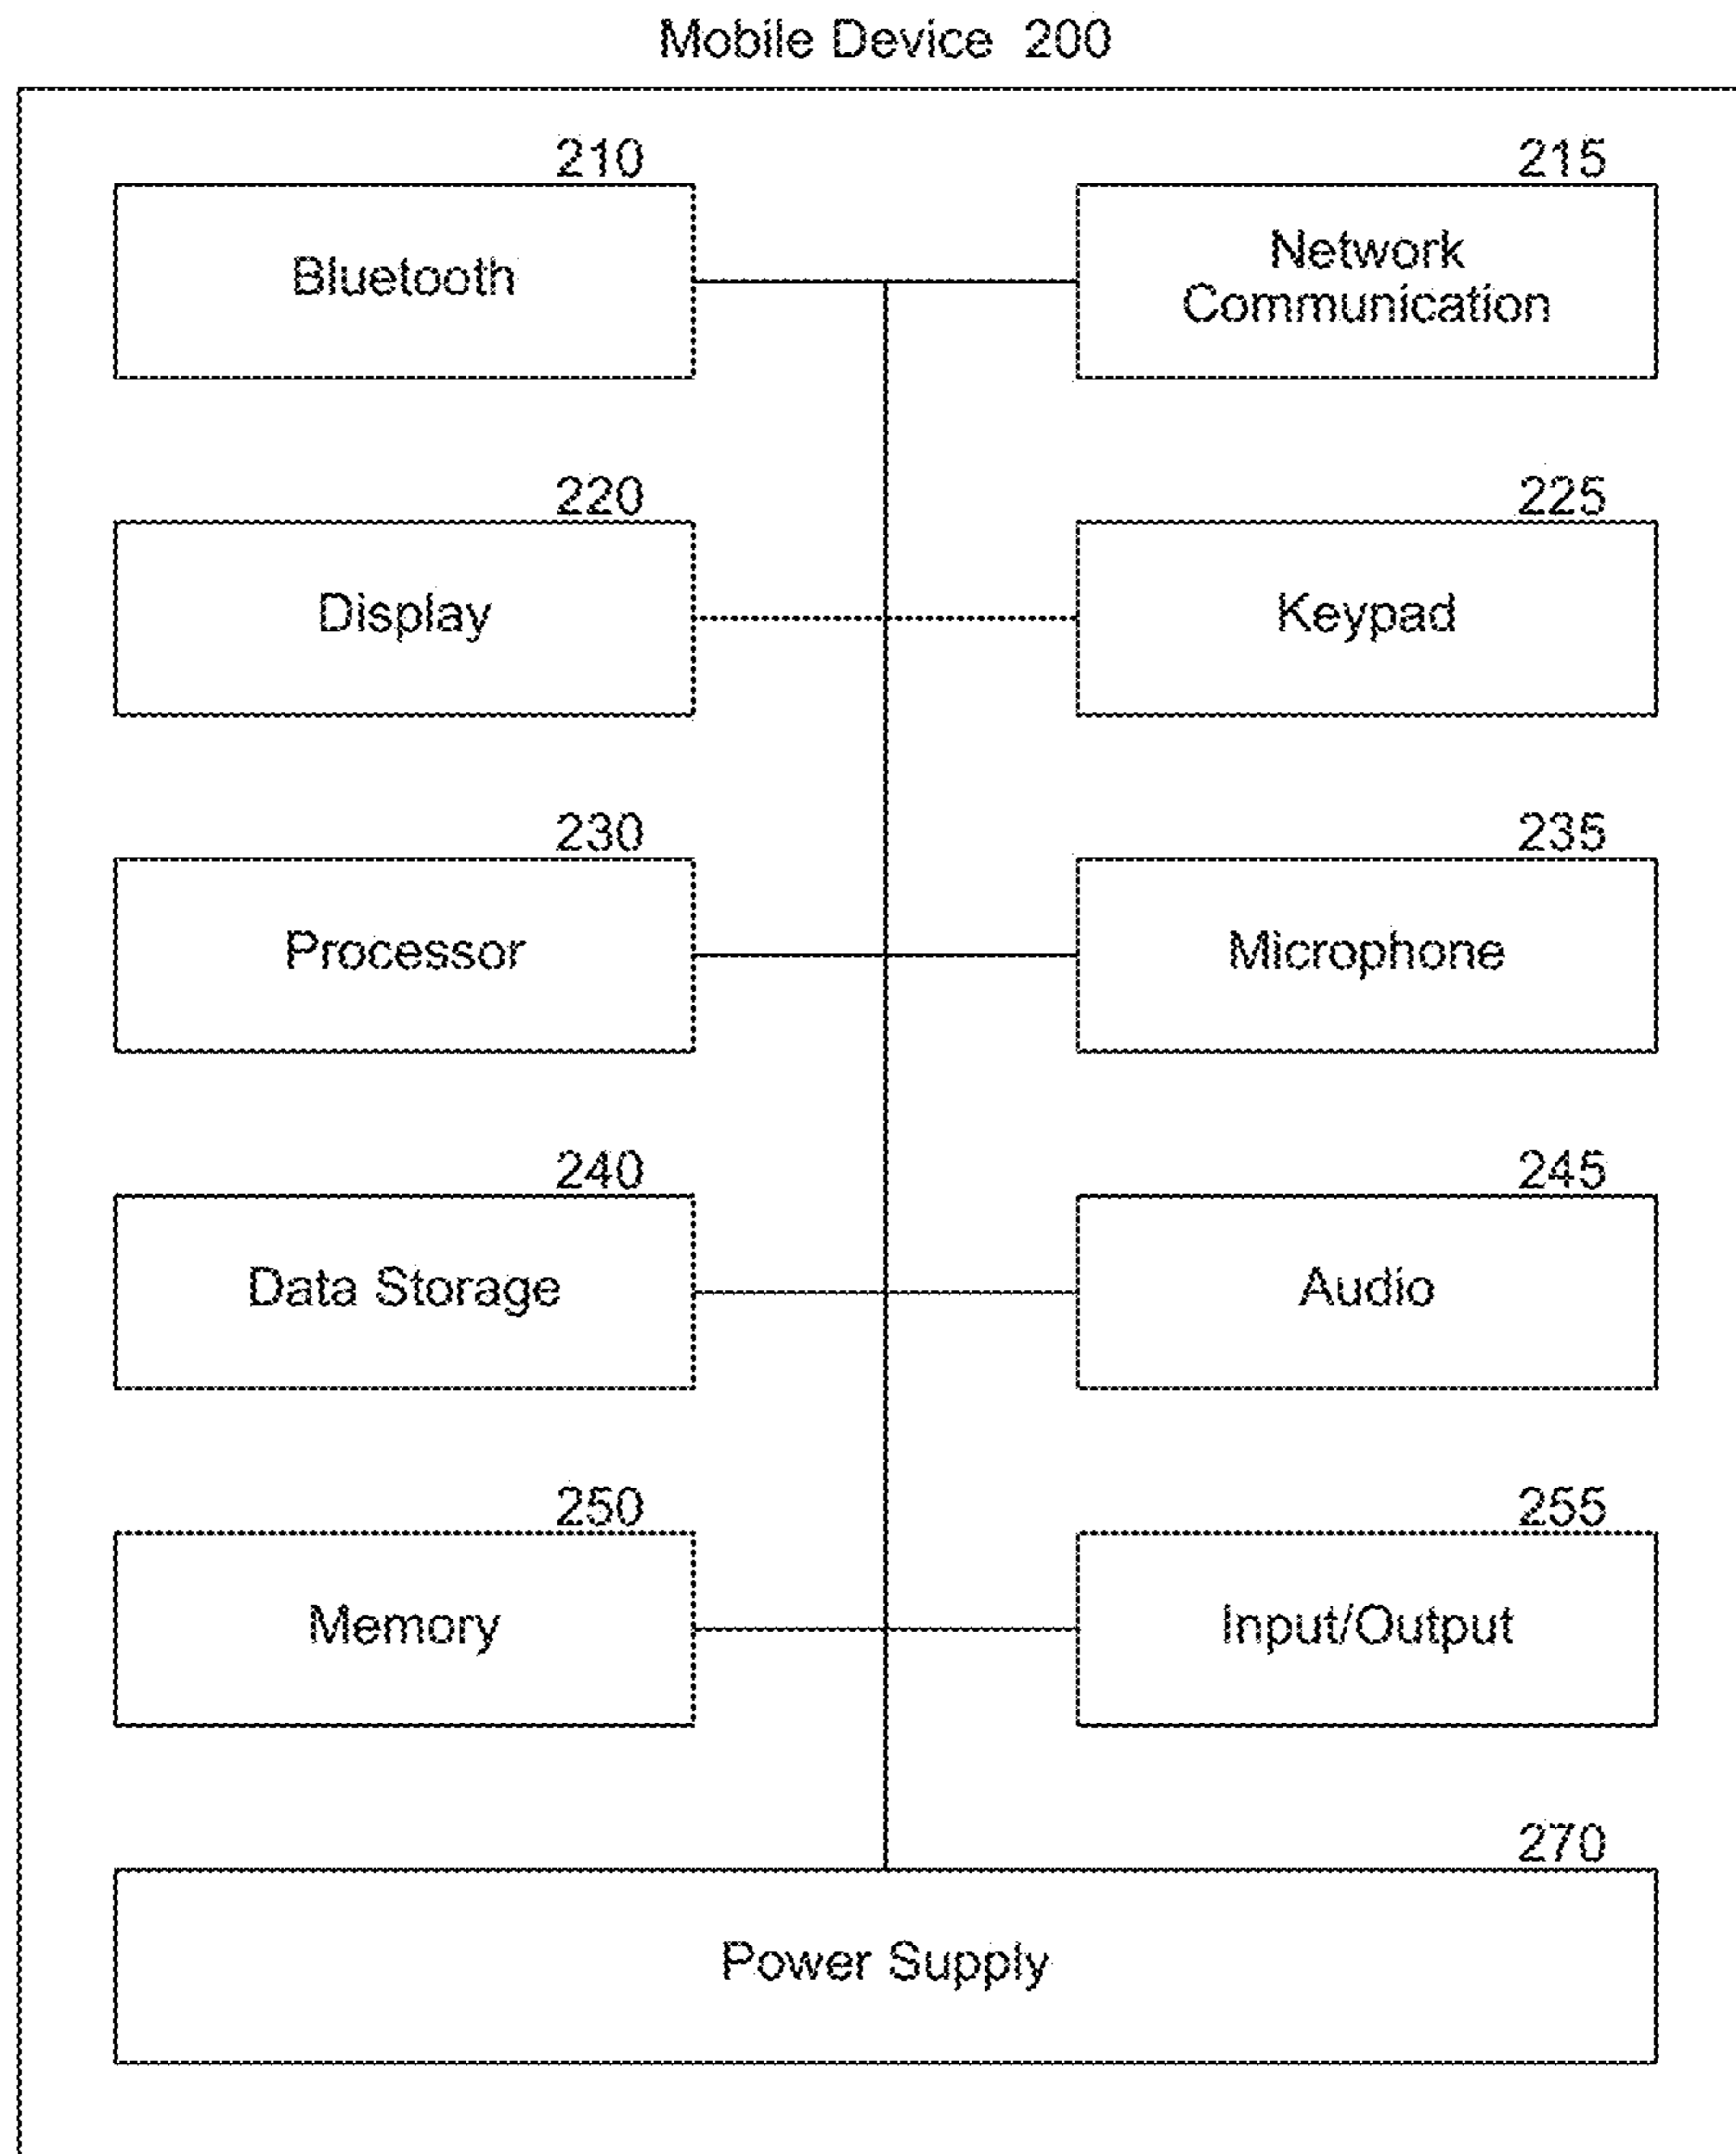 Mobile Device 200
210
Bluetooth
215
Network
Communication
220
Display
225
Keypad
230
Processor
235
Microphone
240
Data Storage
245
Audio
250
Memory
255
Input/Output
270
Power Supply